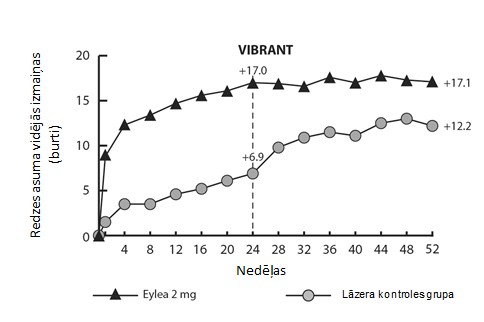 VIBRANT
Redzes asuma vidējās izmaiņas
(burti)
20
15
10
5
0
+17.0
+17.1
+6.9
+12.2
4 8 12 16 20 24 28 32 36 40 44 48 52
Nedēļas
Eylea 2 mg
Lāzera kontroles grupa